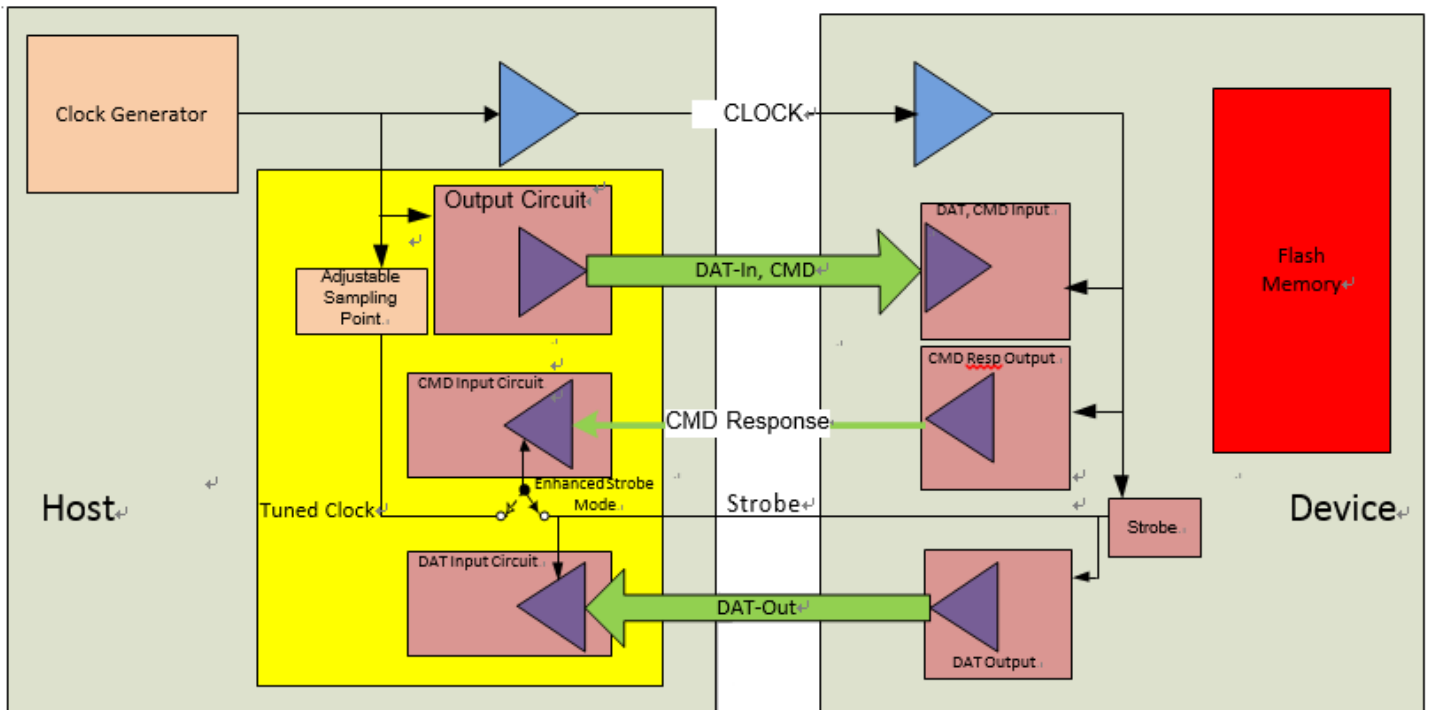 Clock Generator
CLOCK
Output Circuit
DAT, CMD Input
Flash
Memory
Adjustable
Sampling
Point
DAT-In, CMD
CMD Input Circuit
CMD Resp Output
CMD Response
Enhanced Strobe
Mode
Host
Tuned Clock
Strobe
Strobe
Device
DAT Input Circuit
DAT-Out
DAT Output